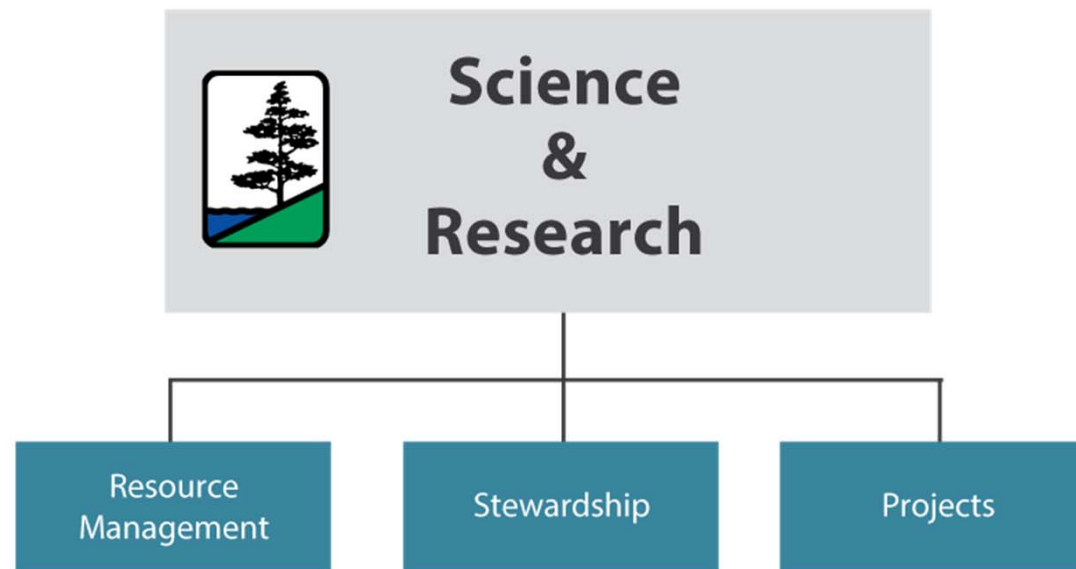 Science
&
Research
Resource
Management
Stewardship
Projects